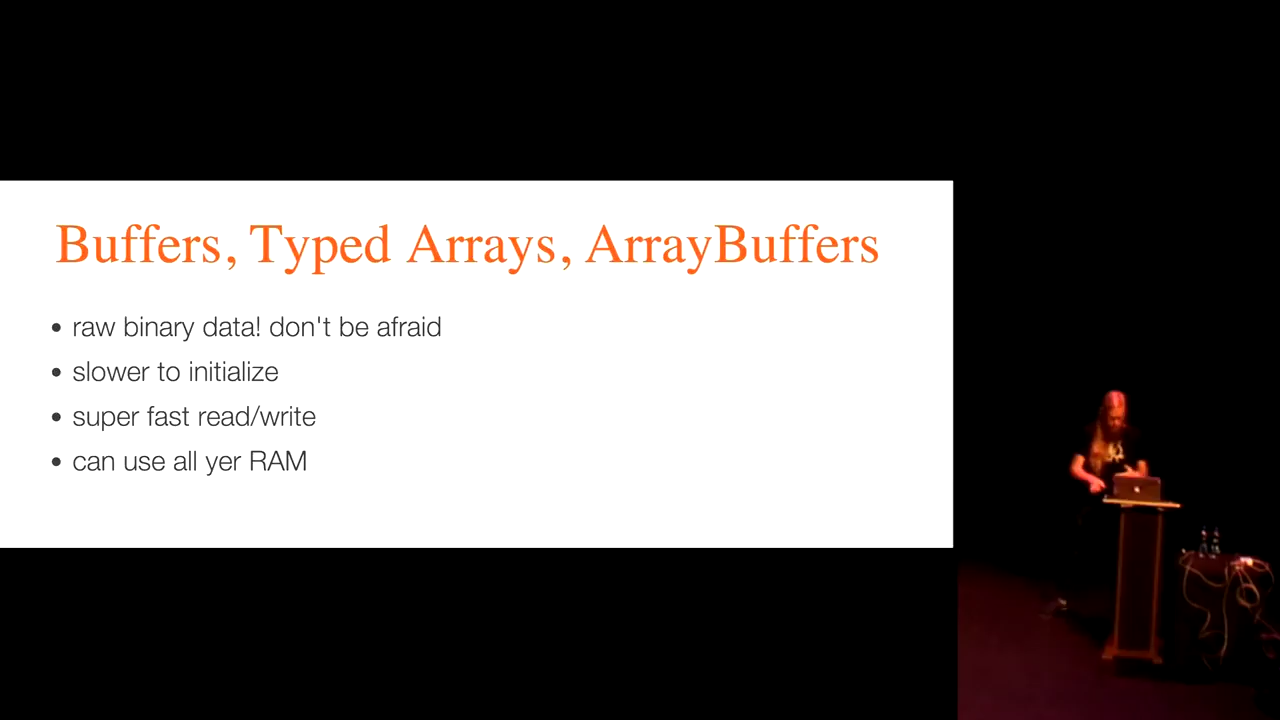 Buffers, Typed Arrays, ArrayBuffers
• raw binary data! don't be afraid
• slower to initialize
• super fast read/write
• can use all yer RAM